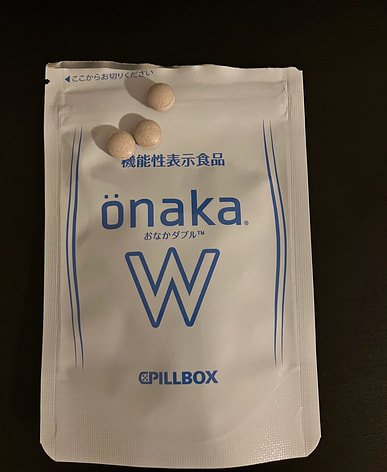 ◀ここからお切りください
機能性表示食品
önaka®
おなかダブル™
W
PILLBOX